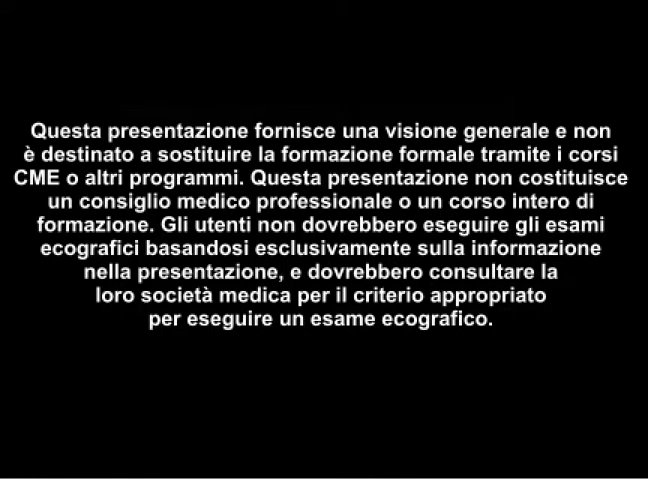 Questa presentazione fornisce una visione generale e non
è destinato a sostituire la formazione formale tramite i corsi
CME o altri programmi. Questa presentazione non costituisce
un consiglio medico professionale o un corso intero di
formazione. Gli utenti non dovrebbero eseguire gli esami
ecografici basandosi esclusivamente sulla informazione
nella presentazione, e dovrebbero consultare la
loro società medica per il criterio appropriato
per eseguire un esame ecografico.